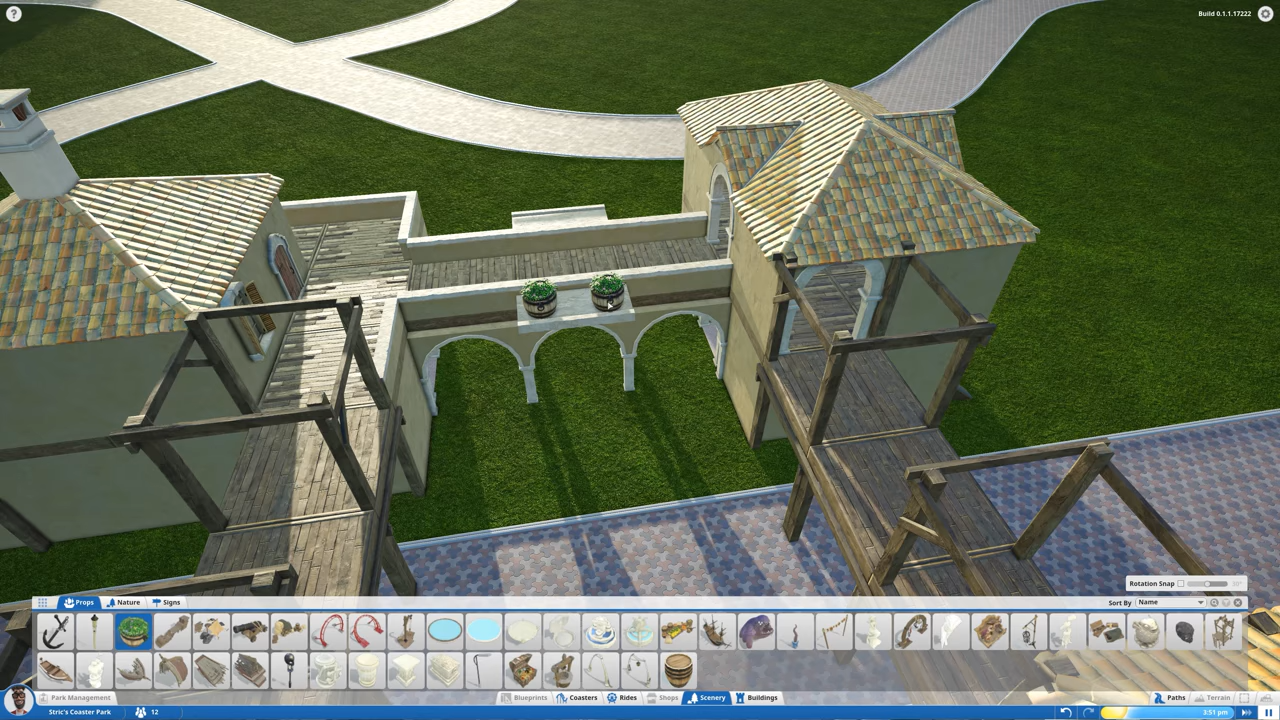 ?
Build 0.1.1.17222
Rotation Snap
Props
Nature
Signs
Sort By
Name
Park Management
Blueprints
Coasters
Rides
Shops
Scenery
Buildings
Paths
Terrain
Stric's Coaster Park
12
3:51 pm